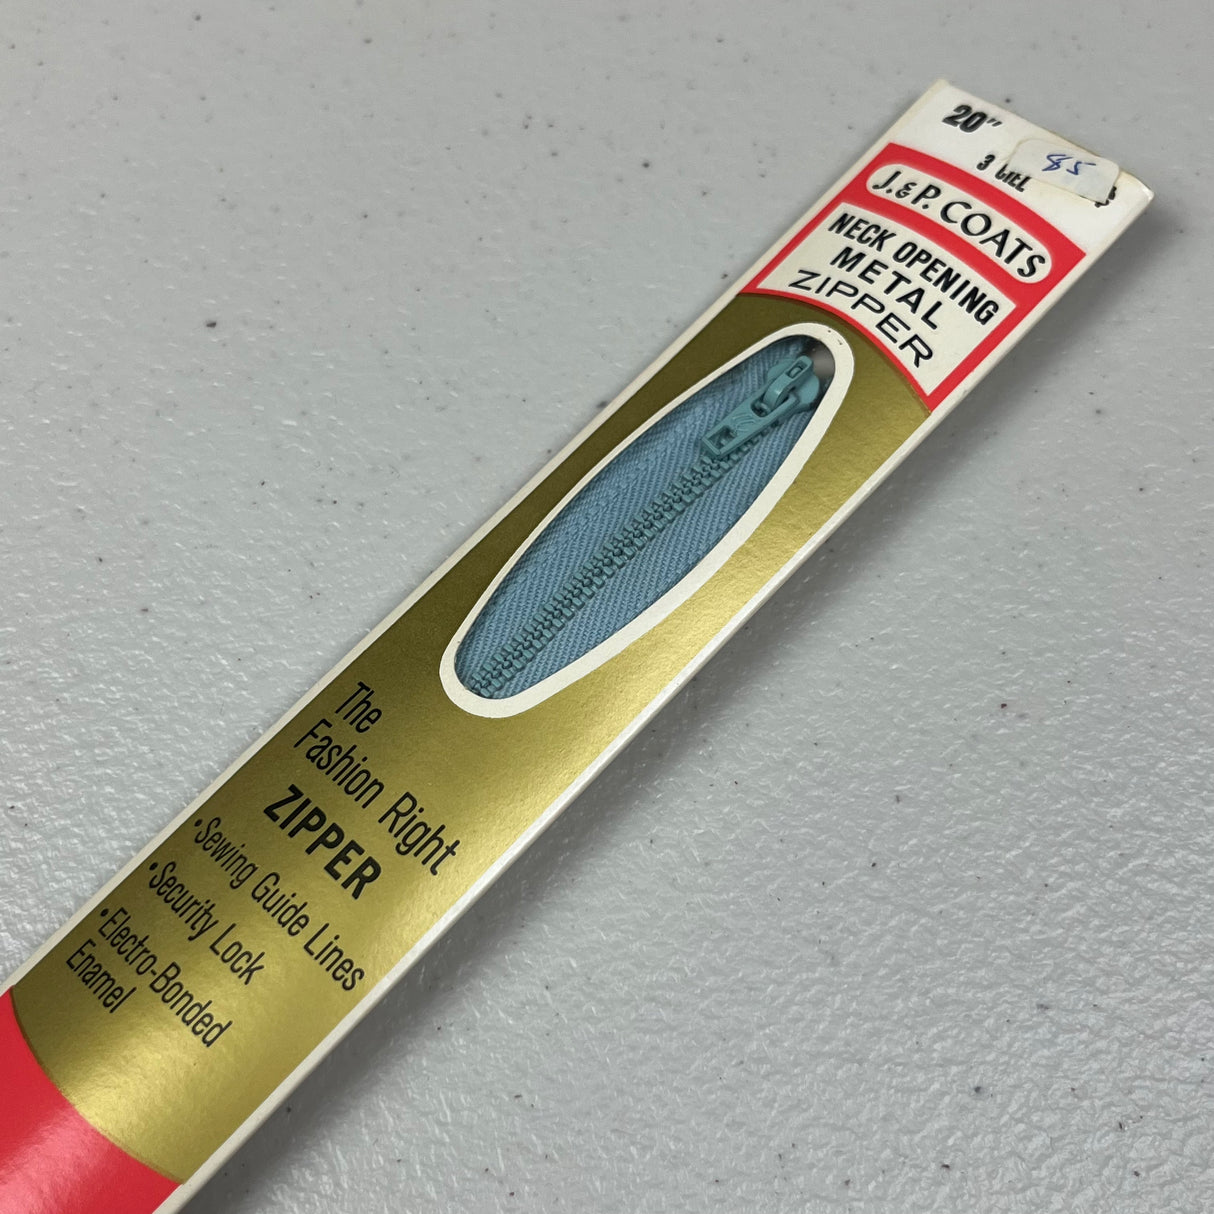 20"
85
3 CIEL
J. & P. COATS
NECK OPENING
METAL
ZIPPER
The
Fashion Right
ZIPPER
•Sewing Guide Lines
•Security Lock
•Electro-Bonded
Enamel